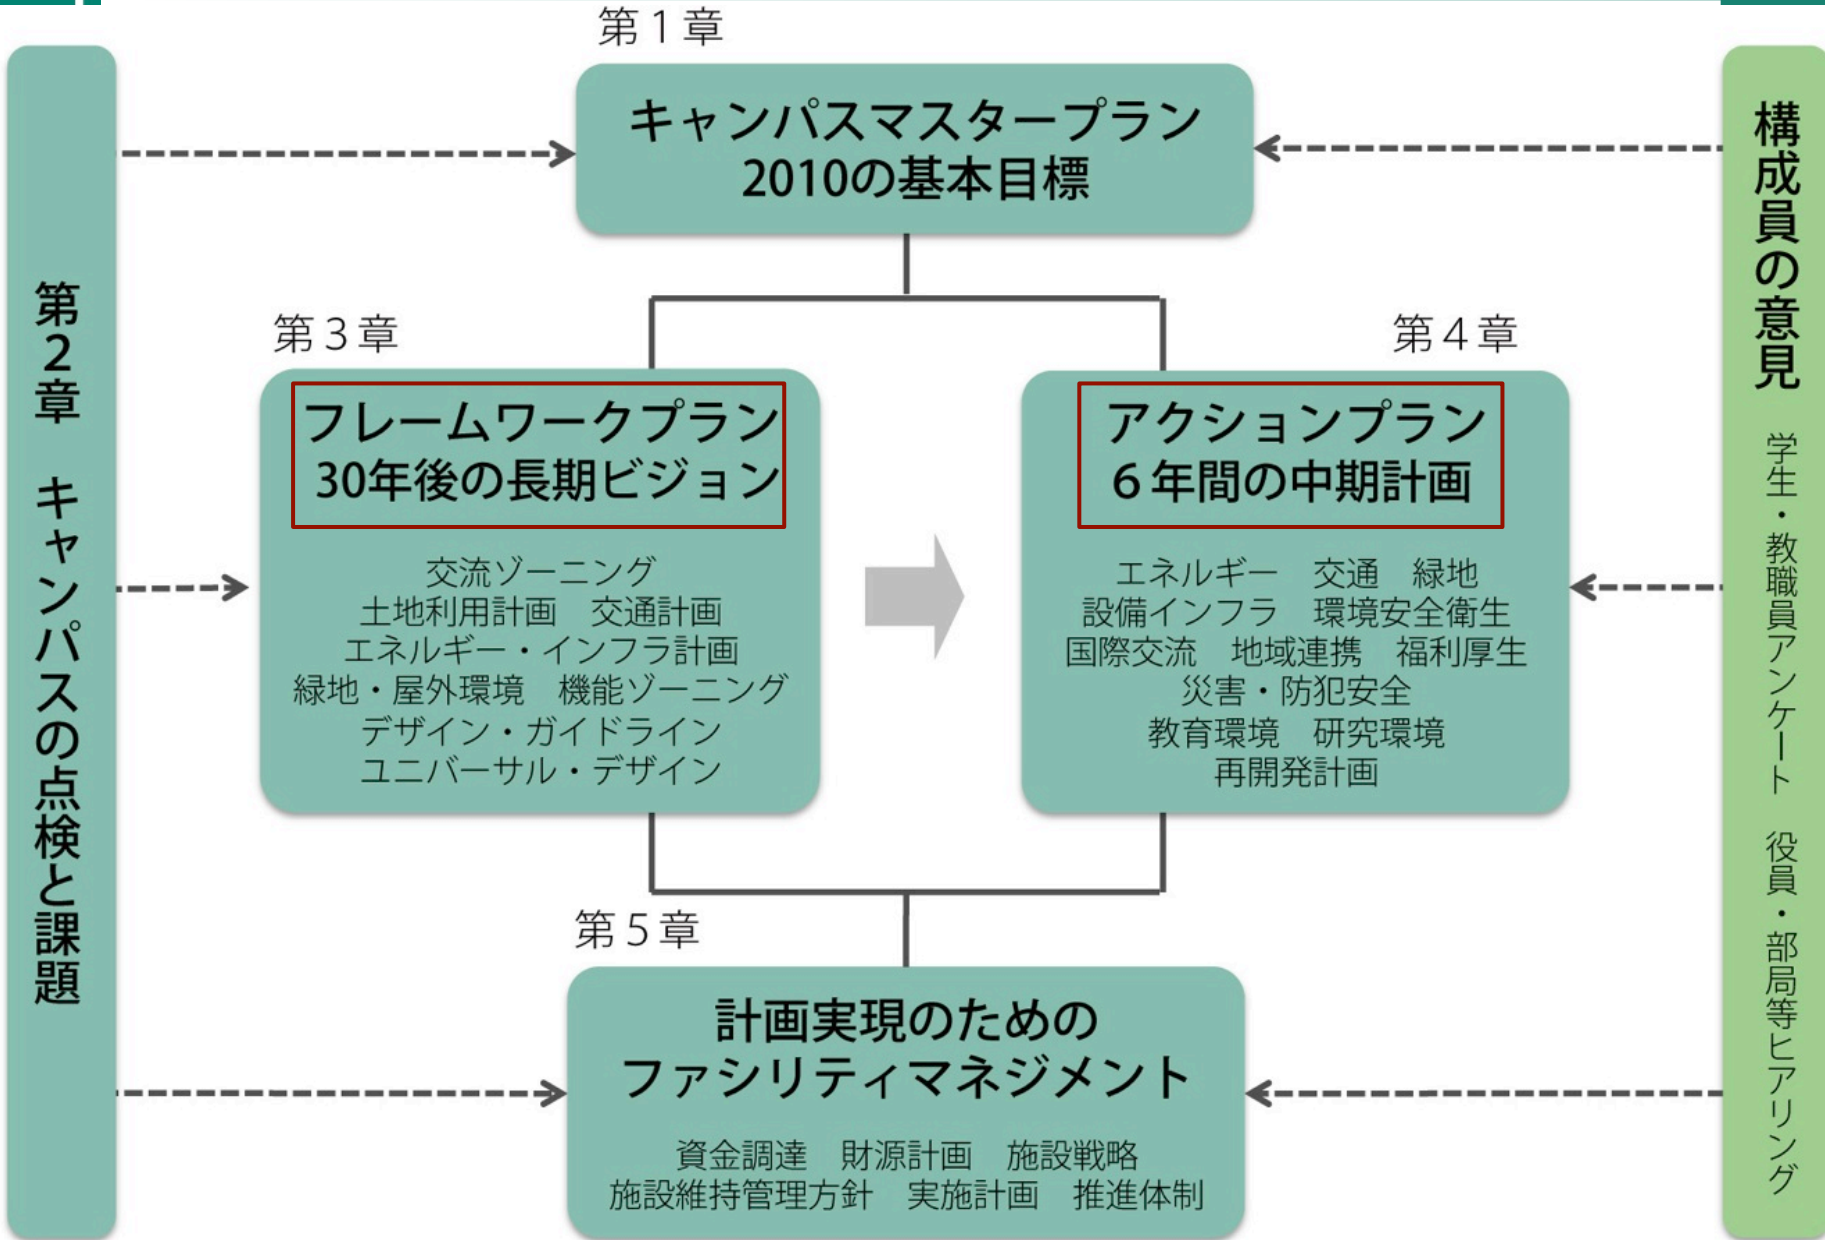 第１章
キャンパスマスタープラン
2010の基本目標
第２章　キャンパスの点検と課題
第３章
フレームワークプラン
30年後の長期ビジョン
交流ゾーニング
土地利用計画　交通計画
エネルギー・インフラ計画
緑地・屋外環境　機能ゾーニング
デザイン・ガイドライン
ユニバーサル・デザイン
第４章
アクションプラン
６年間の中期計画
エネルギー　交通　緑地
設備インフラ　環境安全衛生
国際交流　地域連携　福利厚生
災害・防犯安全
教育環境　研究環境
再開発計画
第５章
計画実現のための
ファシリティマネジメント
資金調達　財源計画　施設戦略
施設維持管理方針　実施計画　推進体制
構成員の意見　学生・教職員アンケート　役員・部局等ヒアリング